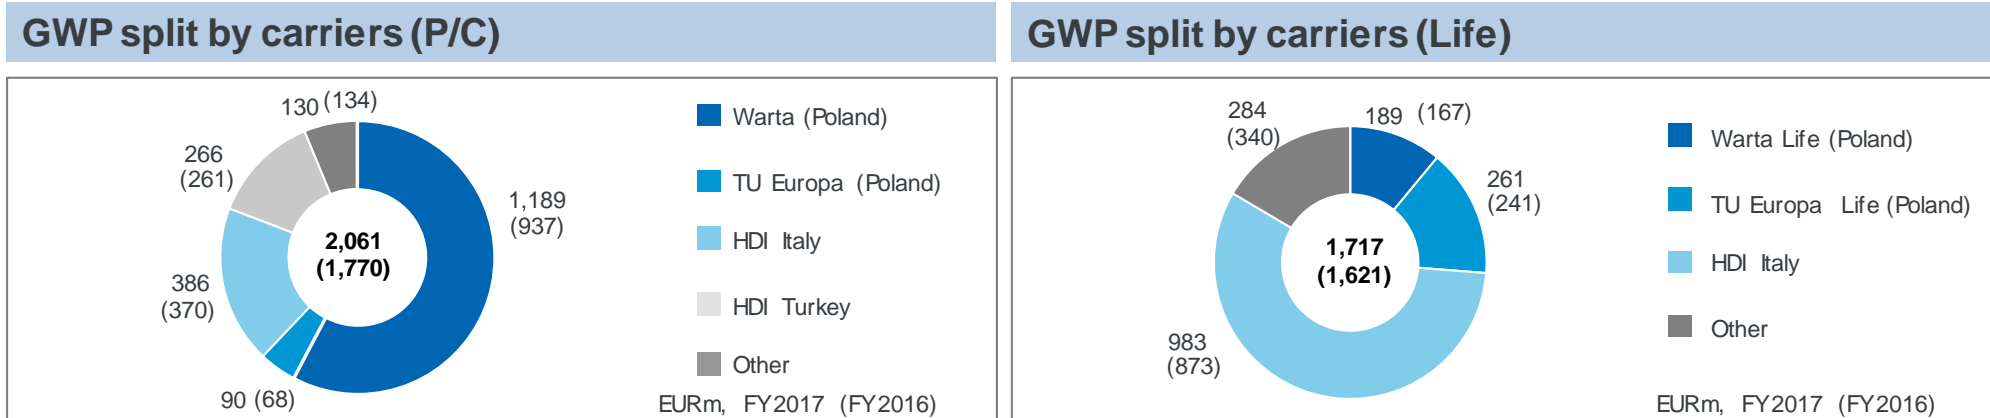 GWP split by carriers (P/C)
130 (134)
266
(261)
1,189
(937)
2,061
(1,770)
386
(370)
90 (68)
Warta (Poland)
TU Europa (Poland)
HDI Italy
HDI Turkey
Other
EURm, FY2017 (FY2016)
GWP split by carriers (Life)
284
(340)
189 (167)
261
(241)
1,717
(1,621)
983
(873)
Warta Life (Poland)
TU Europa Life (Poland)
HDI Italy
Other
EURm, FY2017 (FY2016)